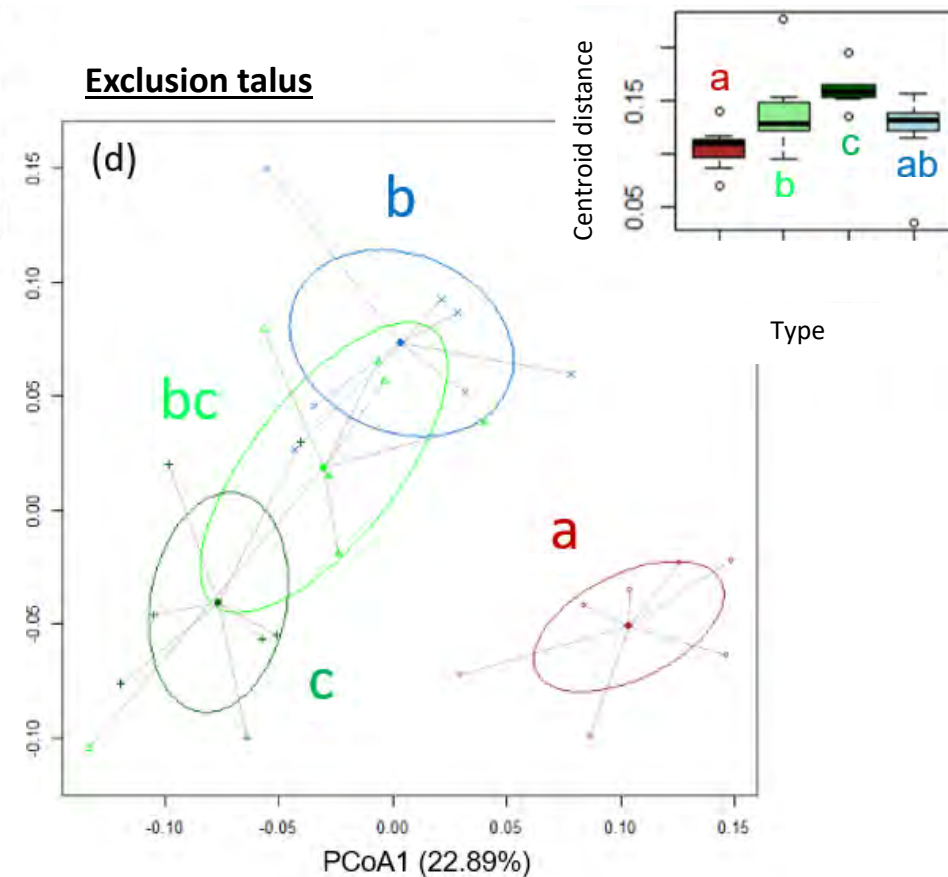 Exclusion talus
(d)
b
bc
a
c
0.15
0.10
0.05
0.00
-0.05
-0.10
-0.10
-0.05
0.00
0.05
0.10
0.15
PCoA1 (22.89%)
Centroid distance
0.15
0.05
a
b
c
ab
Type